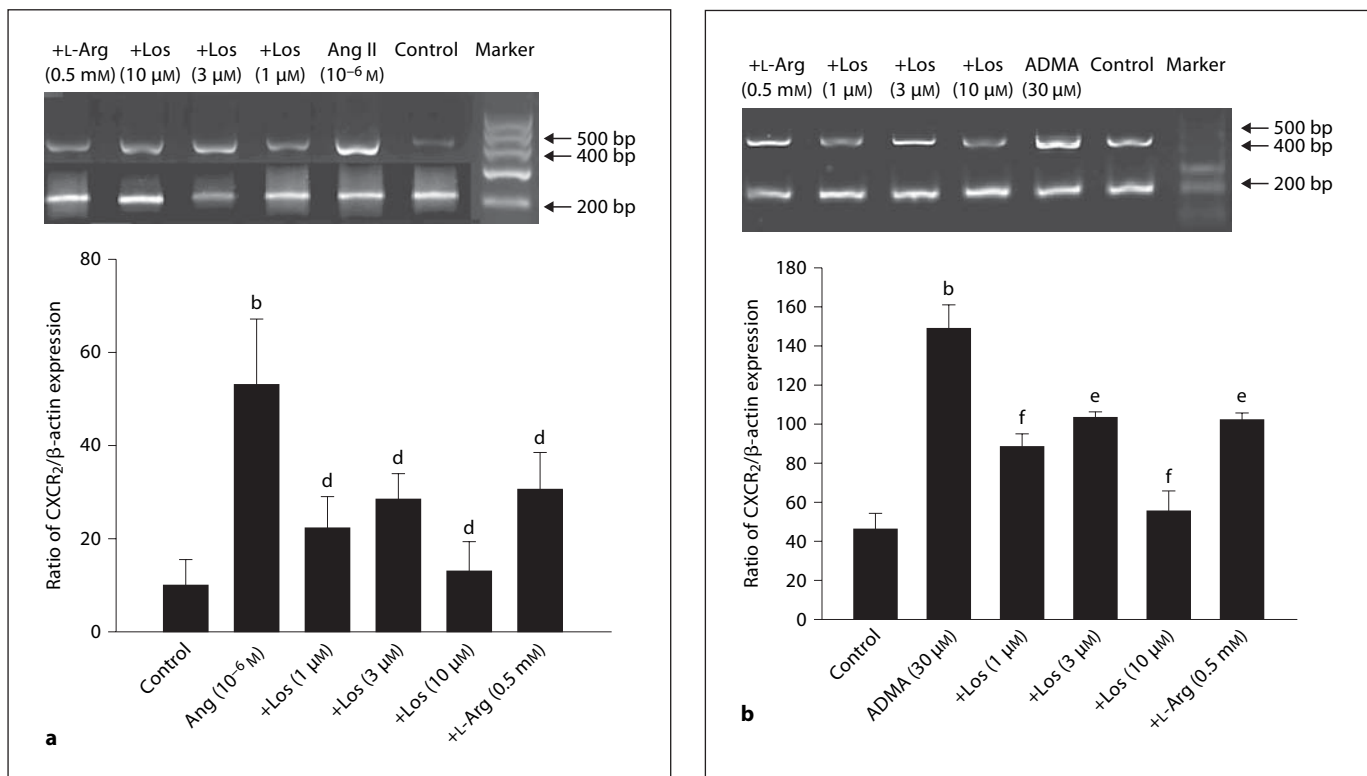 +L-Arg +Los +Los +Los Ang II Control Marker
(0.5 mM) (10 µM) (3 µM) (1 µM) (10⁻⁶ M)
500 bp
400 bp
200 bp
80
60
40
20
0
Ratio of CXCR₂/β-actin expression
b
d
d
d
d
Control
Ang (10⁻⁶ M)
+Los (1 µM)
+Los (3 µM)
+Los (10 µM)
+L-Arg (0.5 mM)
a
+L-Arg +Los +Los +Los ADMA Control Marker
(0.5 mM) (1 µM) (3 µM) (10 µM) (30 µM)
500 bp
400 bp
200 bp
180
160
140
120
100
80
60
40
20
0
Ratio of CXCR₂/β-actin expression
b
f
e
f
e
Control
ADMA (30 µM)
+Los (1 µM)
+Los (3 µM)
+Los (10 µM)
+L-Arg (0.5 mM)
b